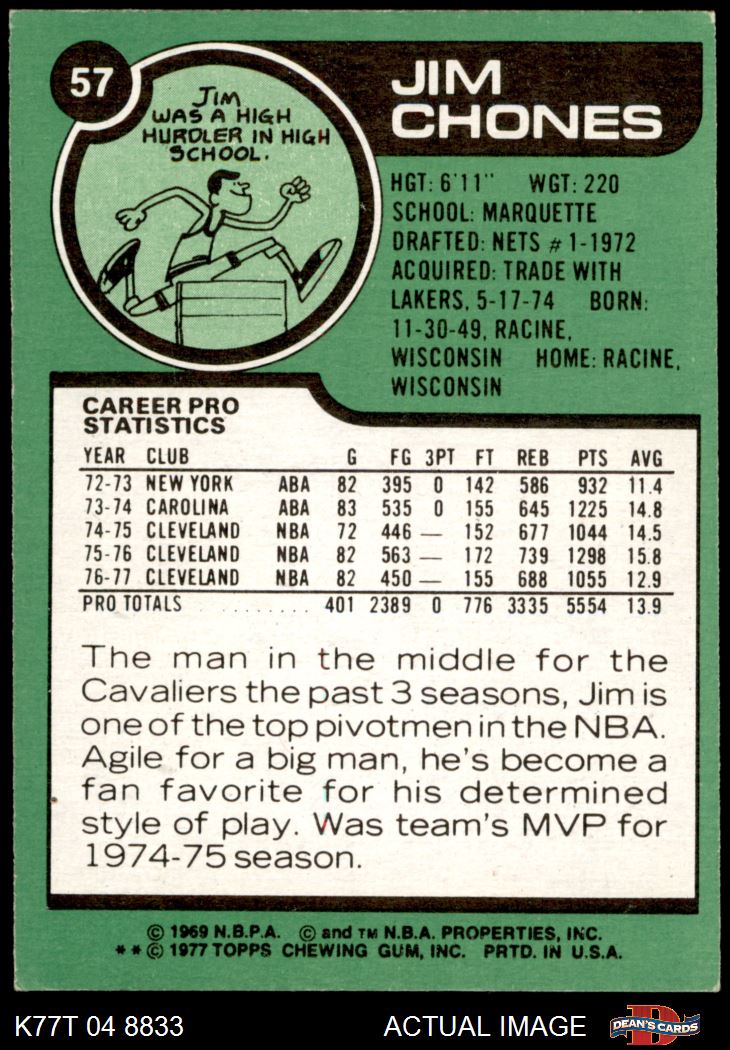 57
JIM
WAS A HIGH
HURDLER IN HIGH
SCHOOL.
JIM
CHONES
HGT: 6'11" WGT: 220
SCHOOL: MARQUETTE
DRAFTED: NETS #1-1972
ACQUIRED: TRADE WITH
LAKERS, 5-17-74 BORN:
11-30-49, RACINE,
WISCONSIN HOME: RACINE,
WISCONSIN
CAREER PRO
STATISTICS
YEAR CLUB G FG 3PT FT REB PTS AVG
72-73 NEW YORK ABA 82 395 0 142 586 932 11.4
73-74 CAROLINA ABA 83 535 0 155 645 1225 14.8
74-75 CLEVELAND NBA 72 446 — 152 677 1044 14.5
75-76 CLEVELAND NBA 82 563 — 172 739 1298 15.8
76-77 CLEVELAND NBA 82 450 — 155 688 1055 12.9
PRO TOTALS .......... 401 2389 0 776 3335 5554 13.9
The man in the middle for the
Cavaliers the past 3 seasons, Jim is
one of the top pivotmen in the NBA.
Agile for a big man, he's become a
fan favorite for his determined
style of play. Was team's MVP for
1974-75 season.
© 1969 N.B.P.A. © and TM N.B.A. PROPERTIES, INC.
**© 1977 TOPPS CHEWING GUM, INC. PRTD. IN U.S.A.
K77T 04 8833 ACTUAL IMAGE D DEAN'S CARDS